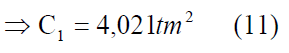 ⇒ C₁ = 4,021tm² (11)